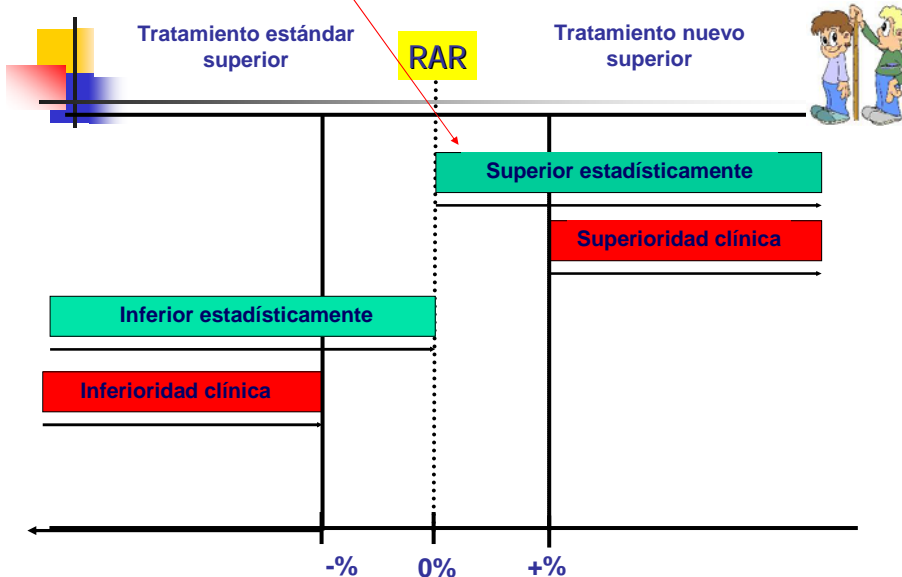 Tratamiento estándar
superior
RAR
Tratamiento nuevo
superior
Superior estadísticamente
Superioridad clínica
Inferior estadísticamente
Inferioridad clínica
-%
0%
+%